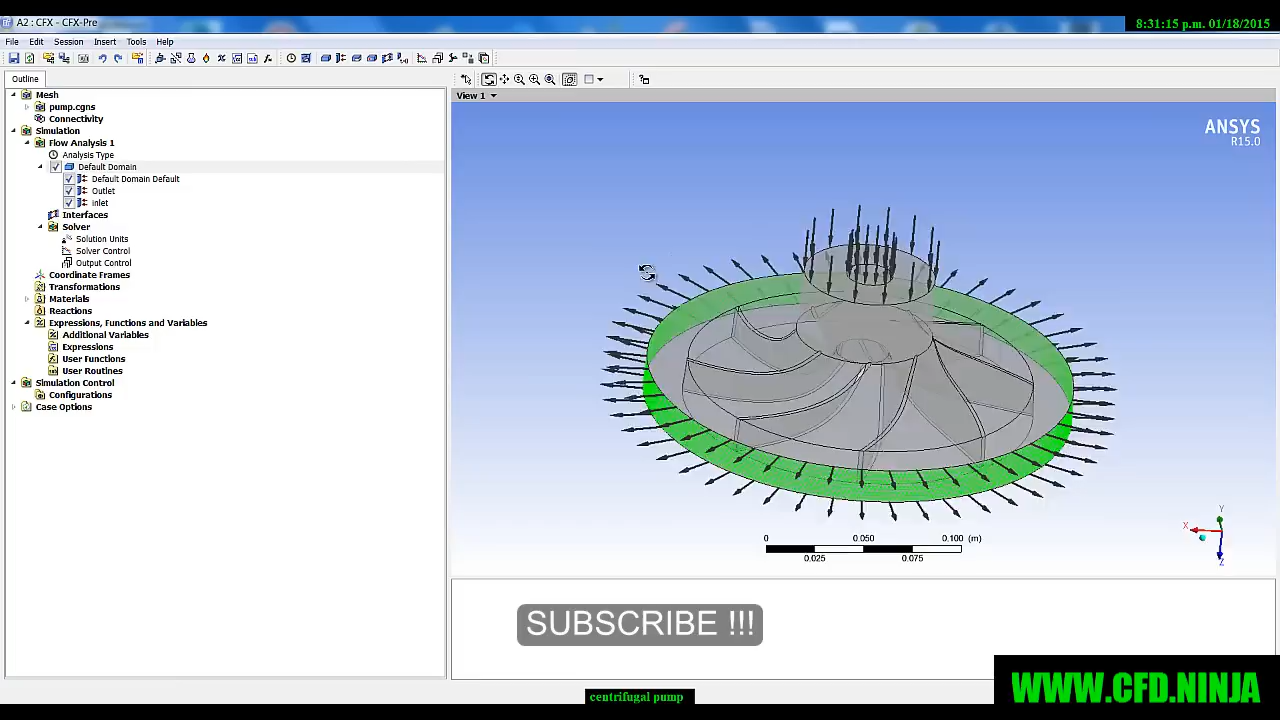 A2 : CFX - CFX-Pre
8:31:15 p.m. 01/18/2015
File Edit Session Insert Tools Help
Outline
View 1
Mesh
pump.cgns
Connectivity
Simulation
Flow Analysis 1
Analysis Type
Default Domain
Default Domain Default
Outlet
inlet
Interfaces
Solver
Solution Units
Solver Control
Output Control
Coordinate Frames
Transformations
Materials
Reactions
Expressions, Functions and Variables
Additional Variables
Expressions
User Functions
User Routines
Simulation Control
Configurations
Case Options
ANSYS
R15.0
Y
X
Z
0 0.050 0.100 (m)
0.025 0.075
SUBSCRIBE !!!
WWW.CFD.NINJA
centrifugal pump